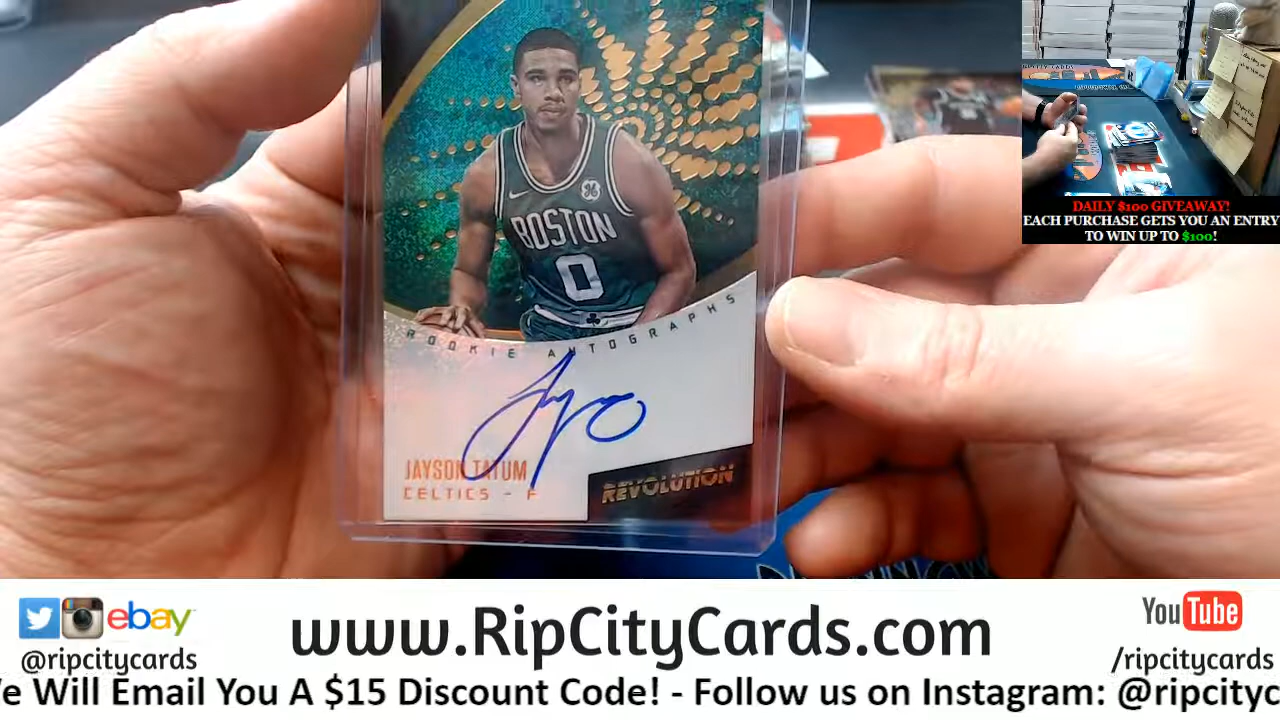 BOSTON
0
ROOKIE AUTOGRAPHS
JAYSON TATUM
CELTICS - F
REVOLUTION
DAILY $100 GIVEAWAY!
EACH PURCHASE GETS YOU AN ENTRY
TO WIN UP TO $100!
ebay
@ripcitycards
www.RipCityCards.com
YouTube
/ripcitycards
e Will Email You A $15 Discount Code! - Follow us on Instagram: @ripcityc